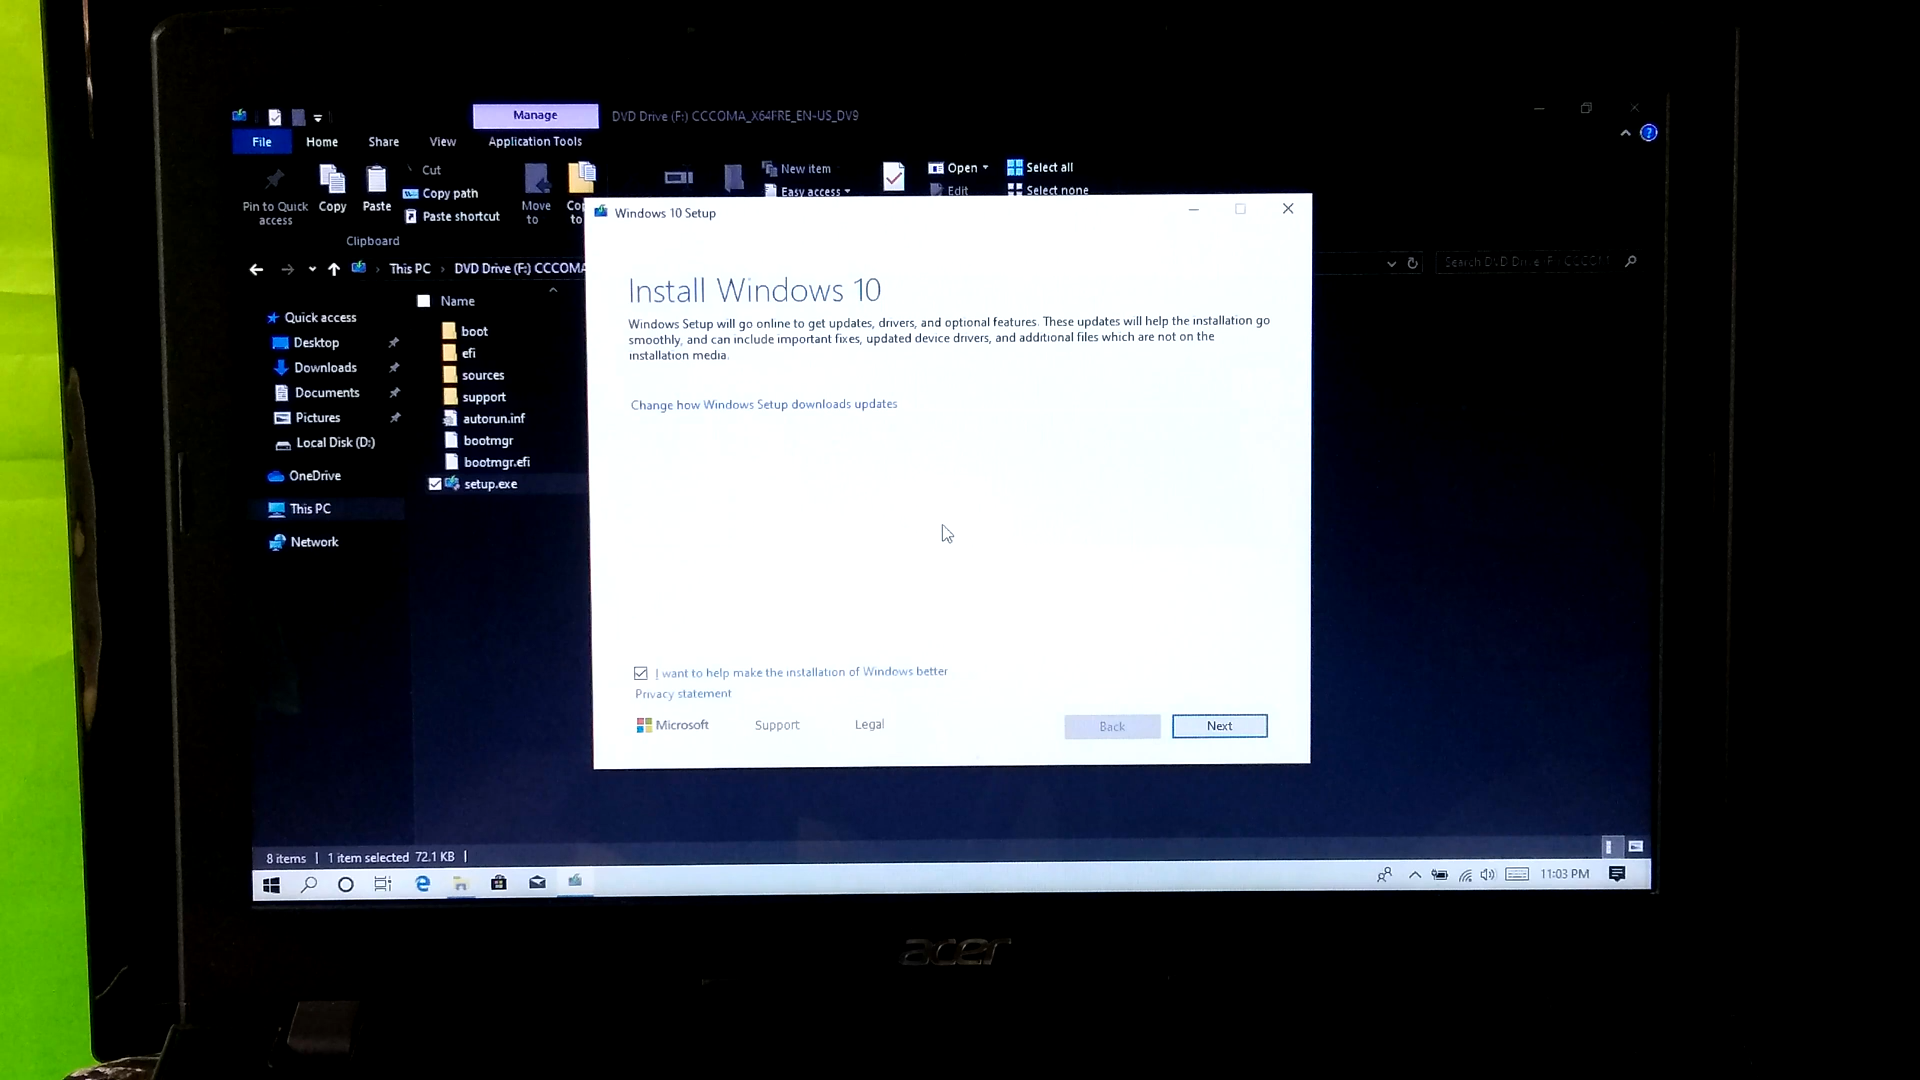 Manage
DVD Drive (F:) CCCOMA_X64FRE_EN-US_DV9
File
Home
Share
View
Application Tools
Pin to Quick
access
Copy
Paste
Cut
Copy path
Paste shortcut
Clipboard
Move
to
New item
Easy access
Open
Edit
Select all
Select none
This PC
DVD Drive (F:) CCCOMA
Name
Quick access
Desktop
Downloads
Documents
Pictures
Local Disk (D:)
OneDrive
This PC
Network
boot
efi
sources
support
autorun.inf
bootmgr
bootmgr.efi
setup.exe
Windows 10 Setup
Install Windows 10
Windows Setup will go online to get updates, drivers, and optional features. These updates will help the installation go
smoothly, and can include important fixes, updated device drivers, and additional files which are not on the
installation media.
Change how Windows Setup downloads updates
I want to help make the installation of Windows better
Privacy statement
Microsoft
Support
Legal
Back
Next
8 items
1 item selected 72.1 KB
11:03 PM
acer